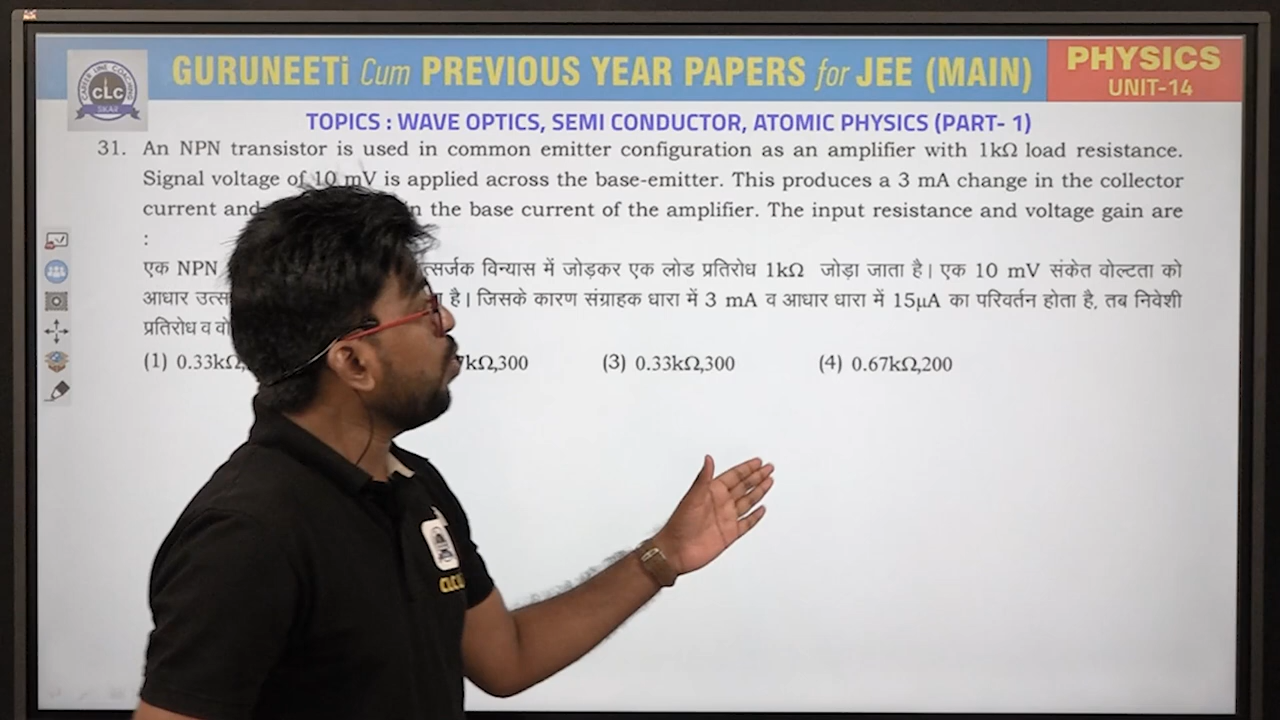 GURUNEETi Cum PREVIOUS YEAR PAPERS for JEE (MAIN)
PHYSICS
UNIT-14
CLC
SIKAR
TOPICS : WAVE OPTICS, SEMI CONDUCTOR, ATOMIC PHYSICS (PART- 1)
31. An NPN transistor is used in common emitter configuration as an amplifier with 1kΩ load resistance.
Signal voltage of 10 mV is applied across the base-emitter. This produces a 3 mA change in the collector
current and n the base current of the amplifier. The input resistance and voltage gain are
:
एक NPN त्सर्जक विन्यास में जोड़कर एक लोड प्रतिरोध 1kΩ जोड़ा जाता है। एक 10 mV संकेत वोल्टता को
आधार उत्स है। जिसके कारण संग्राहक धारा में 3 mA व आधार धारा में 15μA का परिवर्तन होता है, तब निवेशी
प्रतिरोध व वो
(1) 0.33kΩ, 7kΩ,300 (3) 0.33kΩ,300 (4) 0.67kΩ,200